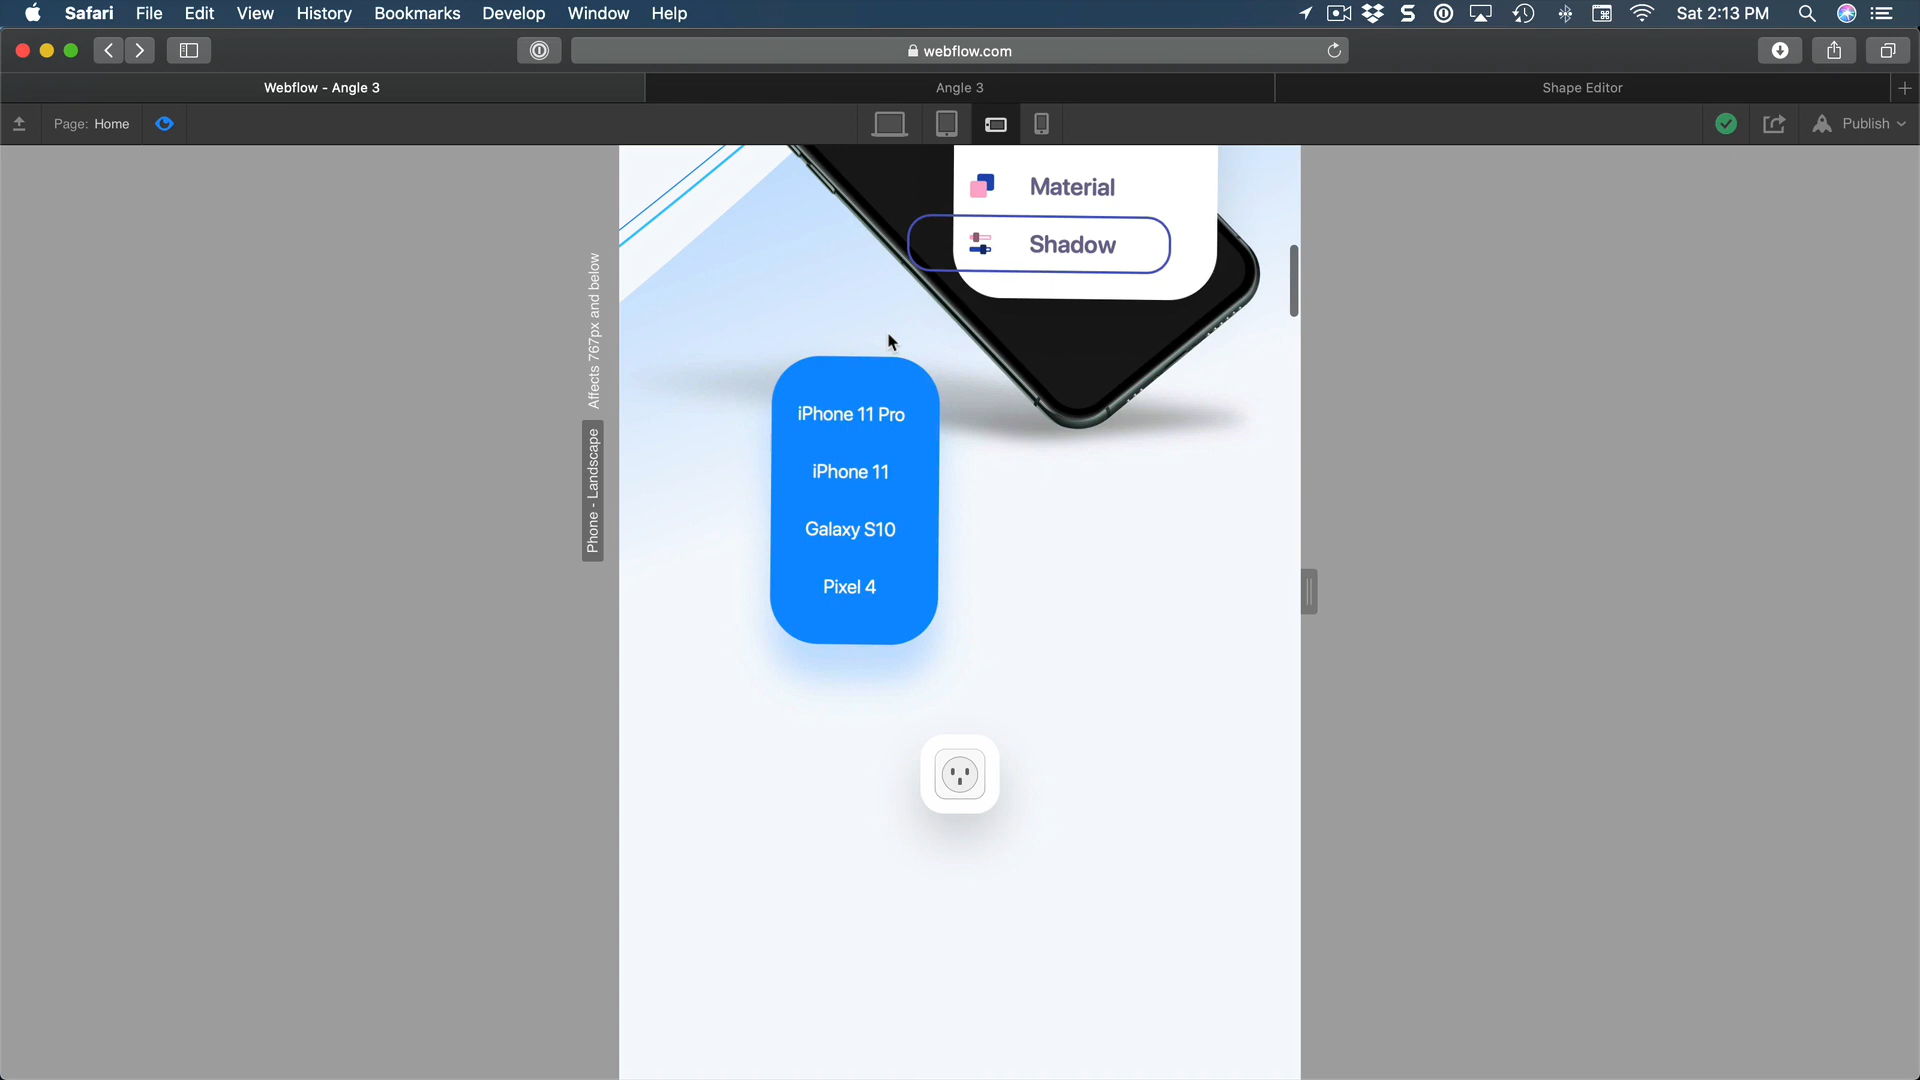 Safari File Edit View History Bookmarks Develop Window Help Sat 2:13 PM
webflow.com
Webflow - Angle 3 Angle 3 Shape Editor
Page: Home Publish
Material
Shadow
Affects 767px and below
Phone - Landscape
iPhone 11 Pro
iPhone 11
Galaxy S10
Pixel 4